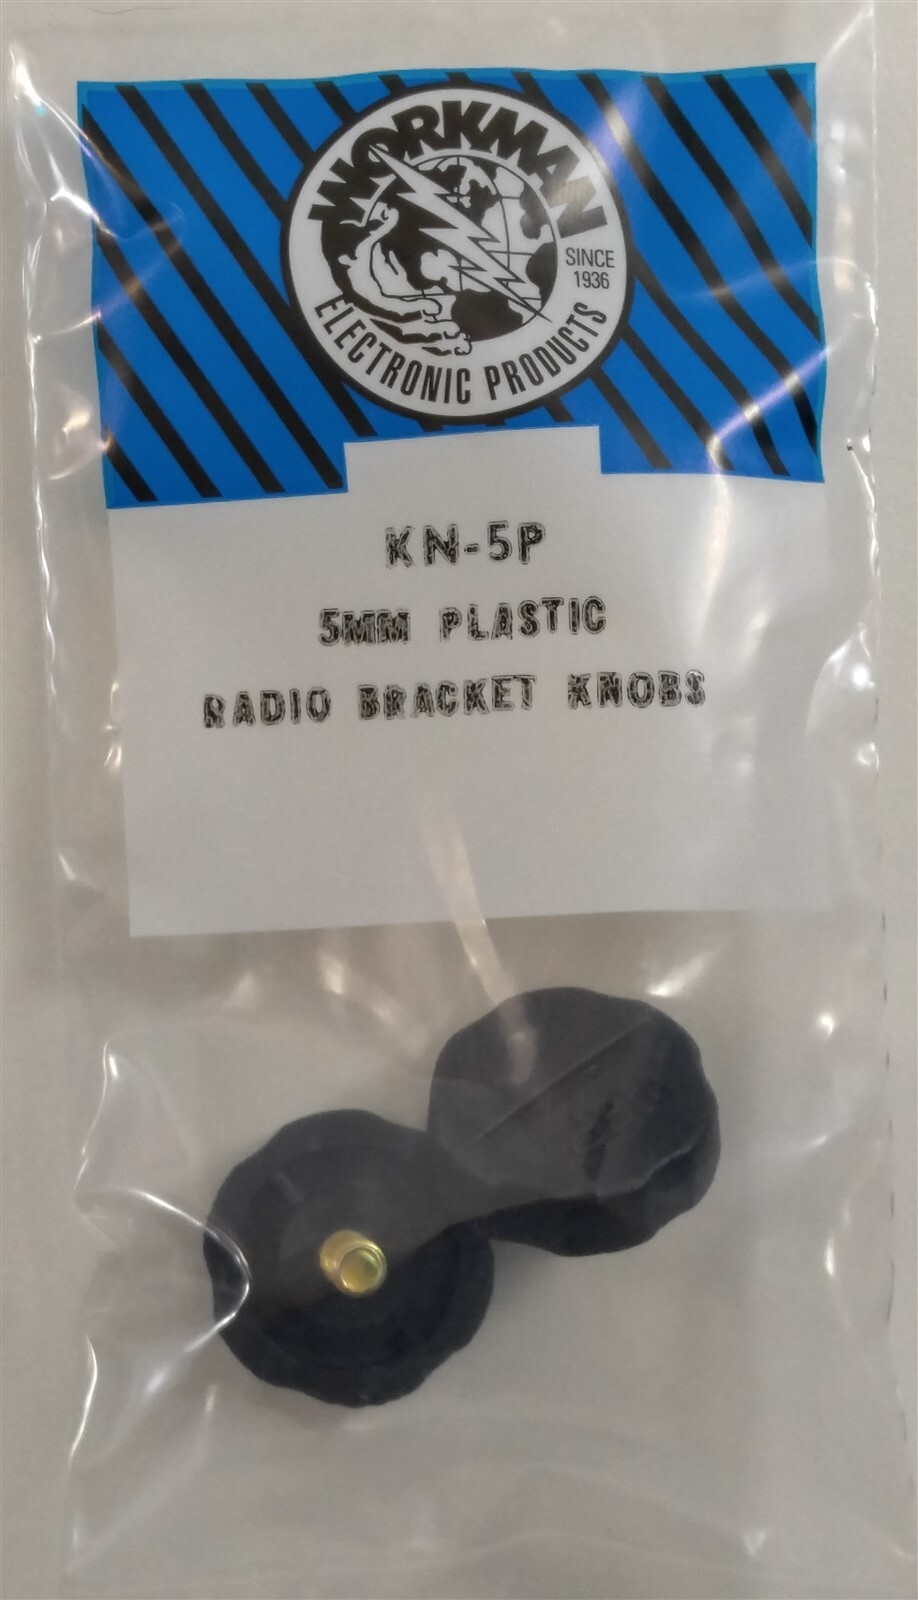 WORKMAN
SINCE
1936
ELECTRONIC PRODUCTS
KN-5P
5MM PLASTIC
RADIO BRACKET KNOBS